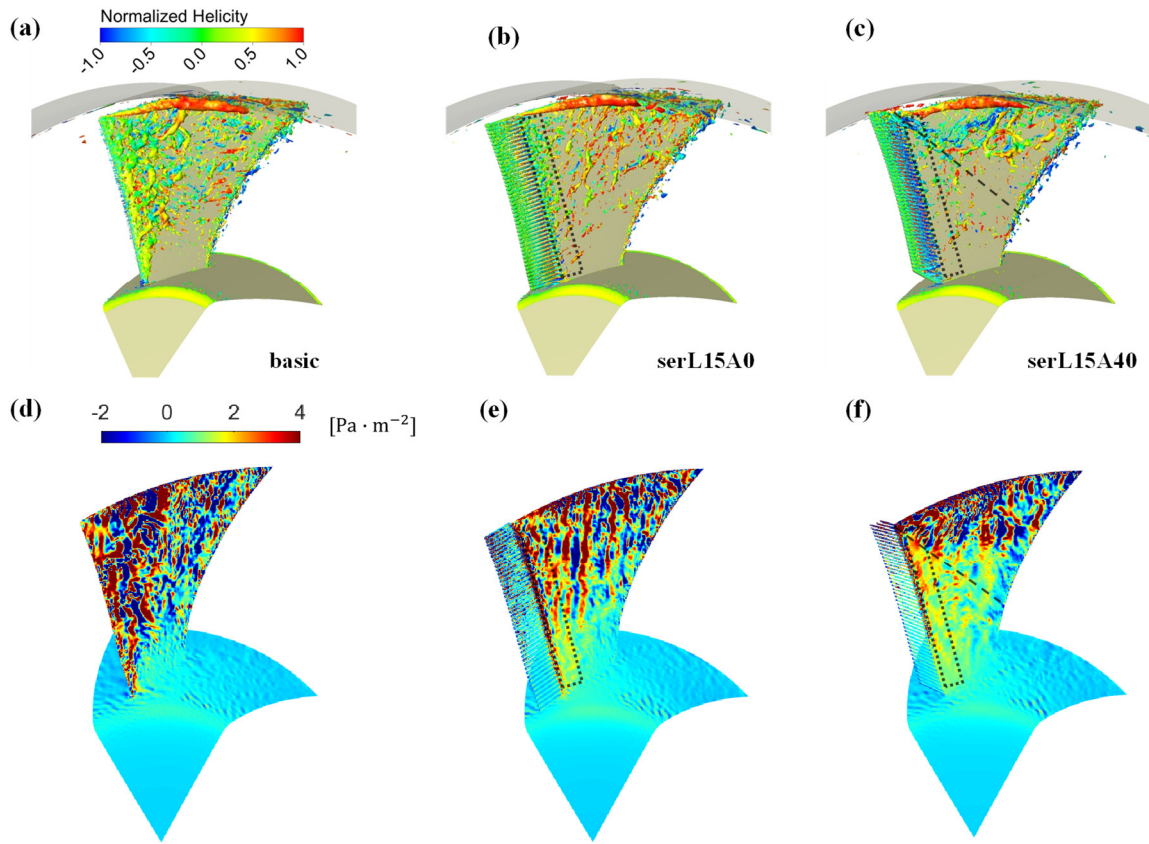 (a)
Normalized Helicity
-1.0 -0.5 0.0 0.5 1.0
(b)
(c)
basic
serL15A0
serL15A40
(d)
-2 0 2 4
[Pa · m⁻²]
(e)
(f)